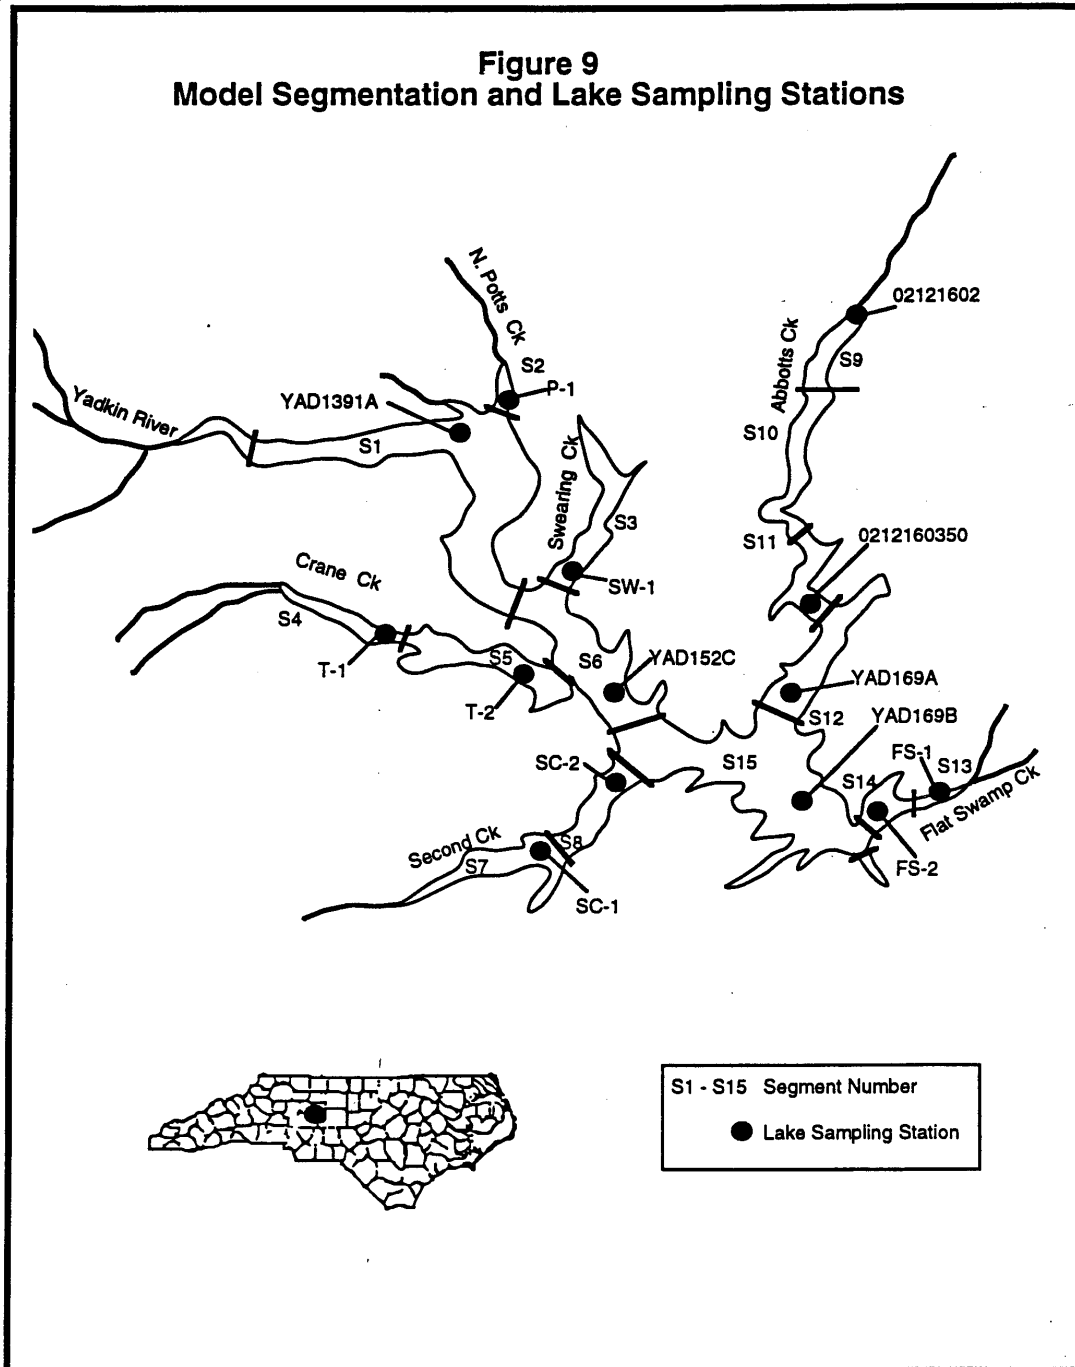 Figure 9
Model Segmentation and Lake Sampling Stations
N. Potts Ck
02121602
S2
Abbotts Ck
S9
P-1
YAD1391A
Yadkin River
S1
S10
Swearing Ck
S3
S11
0212160350
Crane Ck
SW-1
S4
T-1
S5
S6
YAD152C
YAD169A
T-2
S12
YAD169B
SC-2
S15
FS-1
S13
S14
Flat Swamp Ck
Second Ck
S8
S7
FS-2
SC-1
S1 - S15 Segment Number
Lake Sampling Station